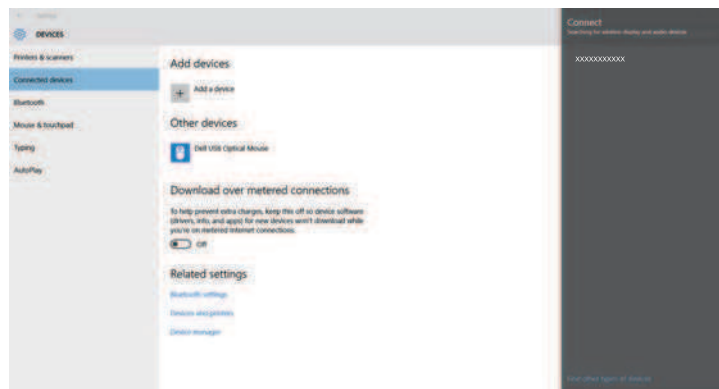 Settings
DEVICES
Printers & scanners
Connected devices
Bluetooth
Mouse & touchpad
Typing
AutoPlay
Add devices
Add a device
Other devices
Dell USB Optical Mouse
Download over metered connections
To help prevent extra charges, keep this off so device software
(drivers, info, and apps) for new devices won't download while
you're on metered Internet connections.
Off
Related settings
Bluetooth settings
Devices and printers
Device manager
Connect
Searching for wireless display and audio devices
xxxxxxxxxxx
Find other types of devices